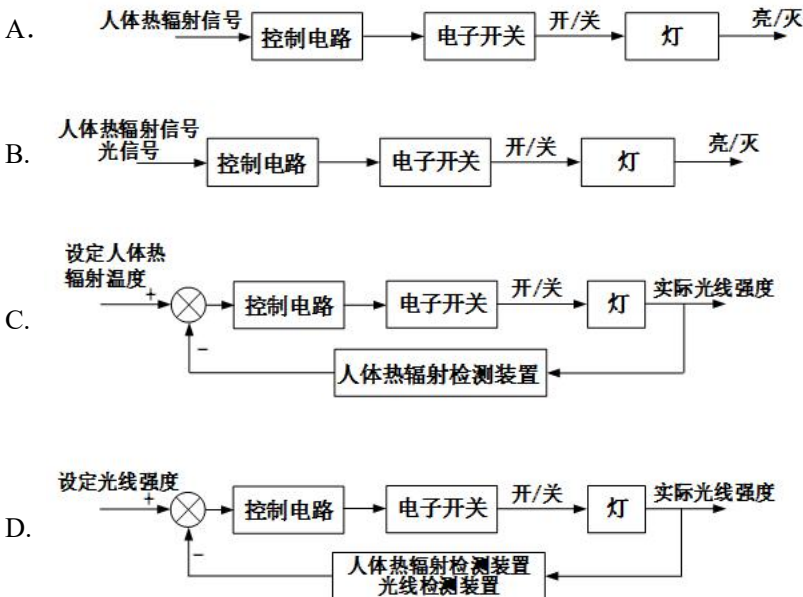 A. 人体热辐射信号 控制电路 电子开关 开/关 灯 亮/灭
人体热辐射信号
B. 光信号 控制电路 电子开关 开/关 灯 亮/灭
设定人体热
辐射温度
C. + - 控制电路 电子开关 开/关 灯 实际光线强度
人体热辐射检测装置
设定光线强度
D. + - 控制电路 电子开关 开/关 灯 实际光线强度
人体热辐射检测装置
光线检测装置